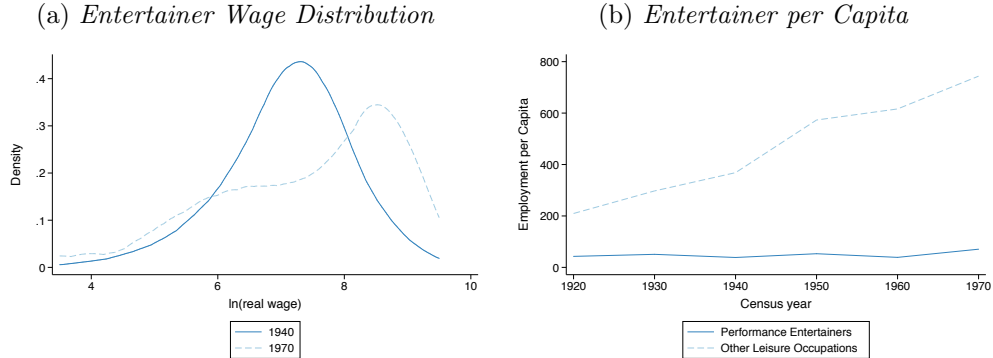 (a) Entertainer Wage Distribution
Density
.4
.3
.2
.1
0
4
6
8
10
ln(real wage)
1940
1970
(b) Entertainer per Capita
Employment per Capita
800
600
400
200
0
1920
1930
1940
1950
1960
1970
Census year
Performance Entertainers
Other Leisure Occupations